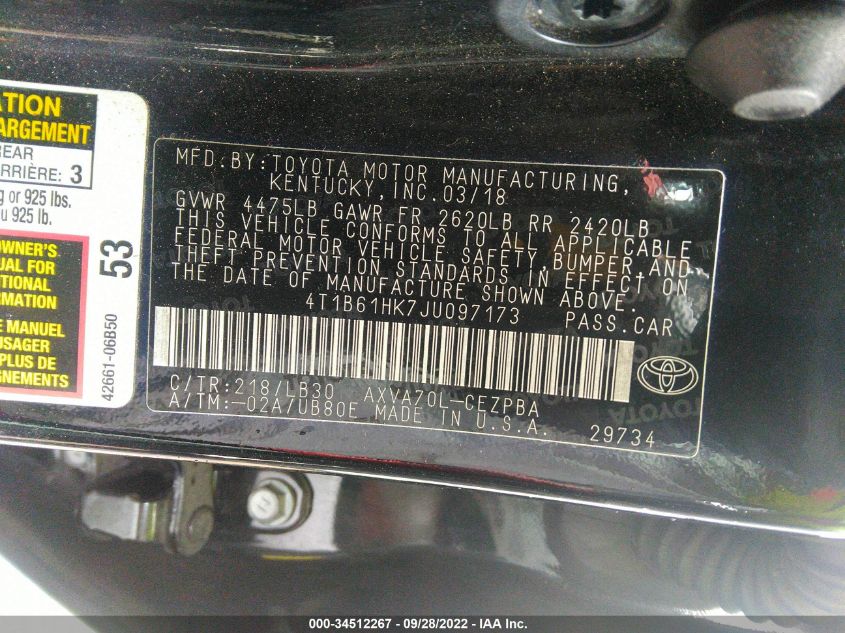 ATION
ARGEMENT
REAR
ARRIÈRE: 3
g or 925 lbs.
u 925 lb.
OWNER'S
UAL FOR
TIONAL
RMATION
E MANUEL
AUSSI
PLUS DE
GNEMENTS
53
42661-06B50
MFD.BY:TOYOTA MOTOR MANUFACTURING,
KENTUCKY, INC.03/18
GVWR 4475LB GAWR FR 2620LB RR 2420LB
THIS VEHICLE CONFORMS TO ALL APPLICABLE
FEDERAL MOTOR VEHICLE SAFETY,BUMPER,AND
THEFT PREVENTION STANDARDS IN EFFECT ON
THE DATE OF MANUFACTURE SHOWN ABOVE.
4T1B61HK7JU097173 PASS.CAR
C/TR:218/LB30 AXVA70L-CEZPBA
A/TM:-02A/UB80E MADE IN U.S.A. 29734
000-34512267 - 09/28/2022 - IAA Inc.